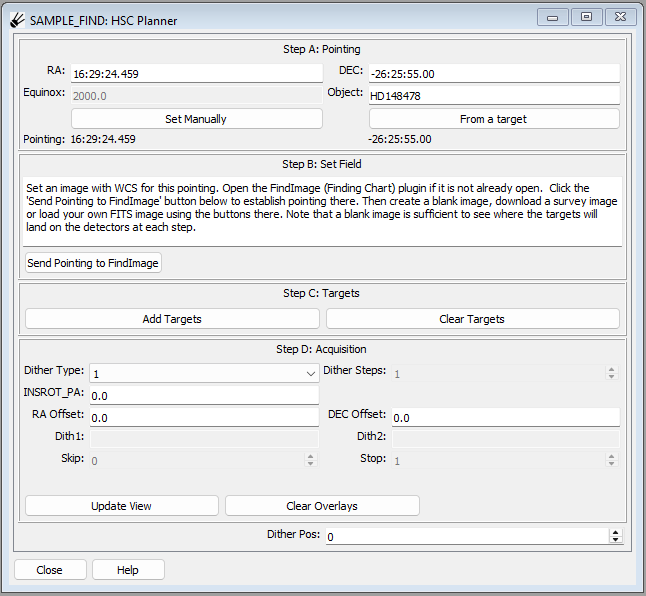 SAMPLE_FIND: HSC Planner
Step A: Pointing
RA: 16:29:24.459 DEC: -26:25:55.00
Equinox: 2000.0 Object: HD148478
Set Manually From a target
Pointing: 16:29:24.459 -26:25:55.00
Step B: Set Field
Set an image with WCS for this pointing. Open the FindImage (Finding Chart) plugin if it is not already open. Click the
'Send Pointing to FindImage' button below to establish pointing there. Then create a blank image, download a survey image
or load your own FITS image using the buttons there. Note that a blank image is sufficient to see where the targets will
land on the detectors at each step.
Send Pointing to FindImage
Step C: Targets
Add Targets Clear Targets
Step D: Acquisition
Dither Type: 1 Dither Steps: 1
INSROT_PA: 0.0
RA Offset: 0.0 DEC Offset: 0.0
Dith1: Dith2:
Skip: 0 Stop: 1
Update View Clear Overlays
Dither Pos: 0
Close Help